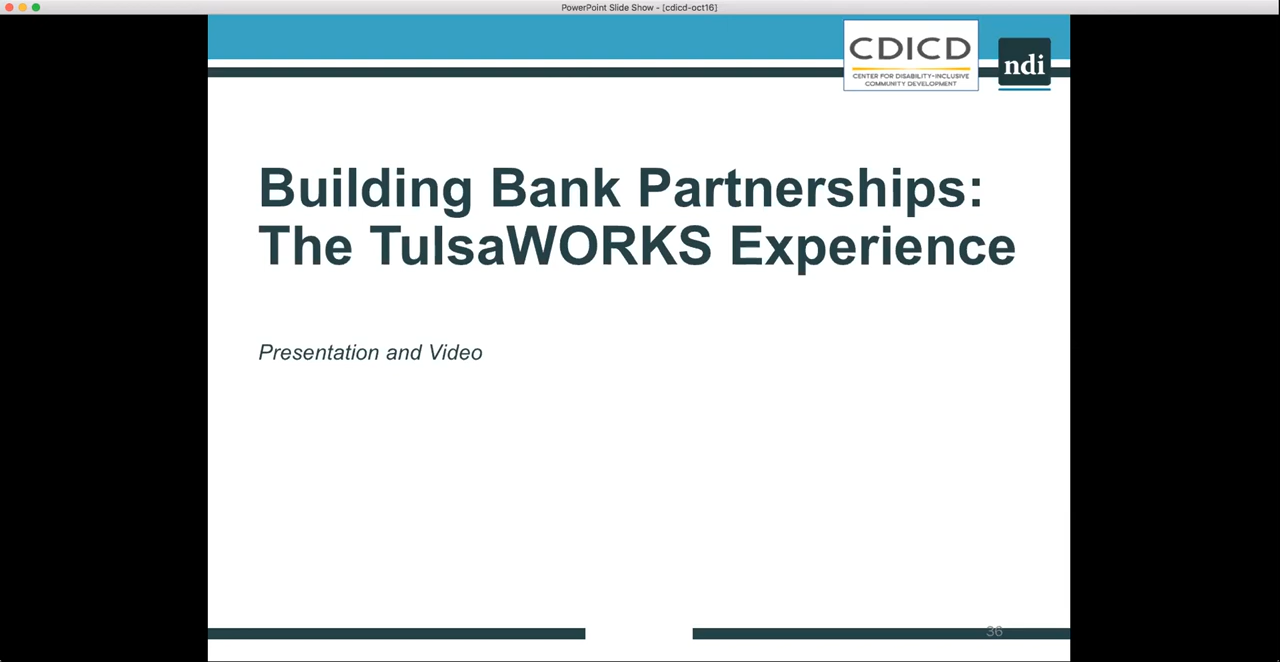 PowerPoint Slide Show - [cdicd-oct16]
CDICD
CENTER FOR DISABILITY-INCLUSIVE
COMMUNITY DEVELOPMENT
ndi
Building Bank Partnerships:
The TulsaWORKS Experience
Presentation and Video
36